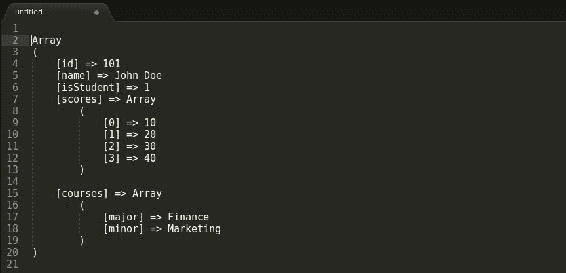 untitled
1
2 Array
3 (
4     [id] => 101
5     [name] => John Doe
6     [isStudent] => 1
7     [scores] => Array
8         (
9             [0] => 10
10             [1] => 20
11             [2] => 30
12             [3] => 40
13         )
14
15     [courses] => Array
16         (
17             [major] => Finance
18             [minor] => Marketing
19         )
20 )
21